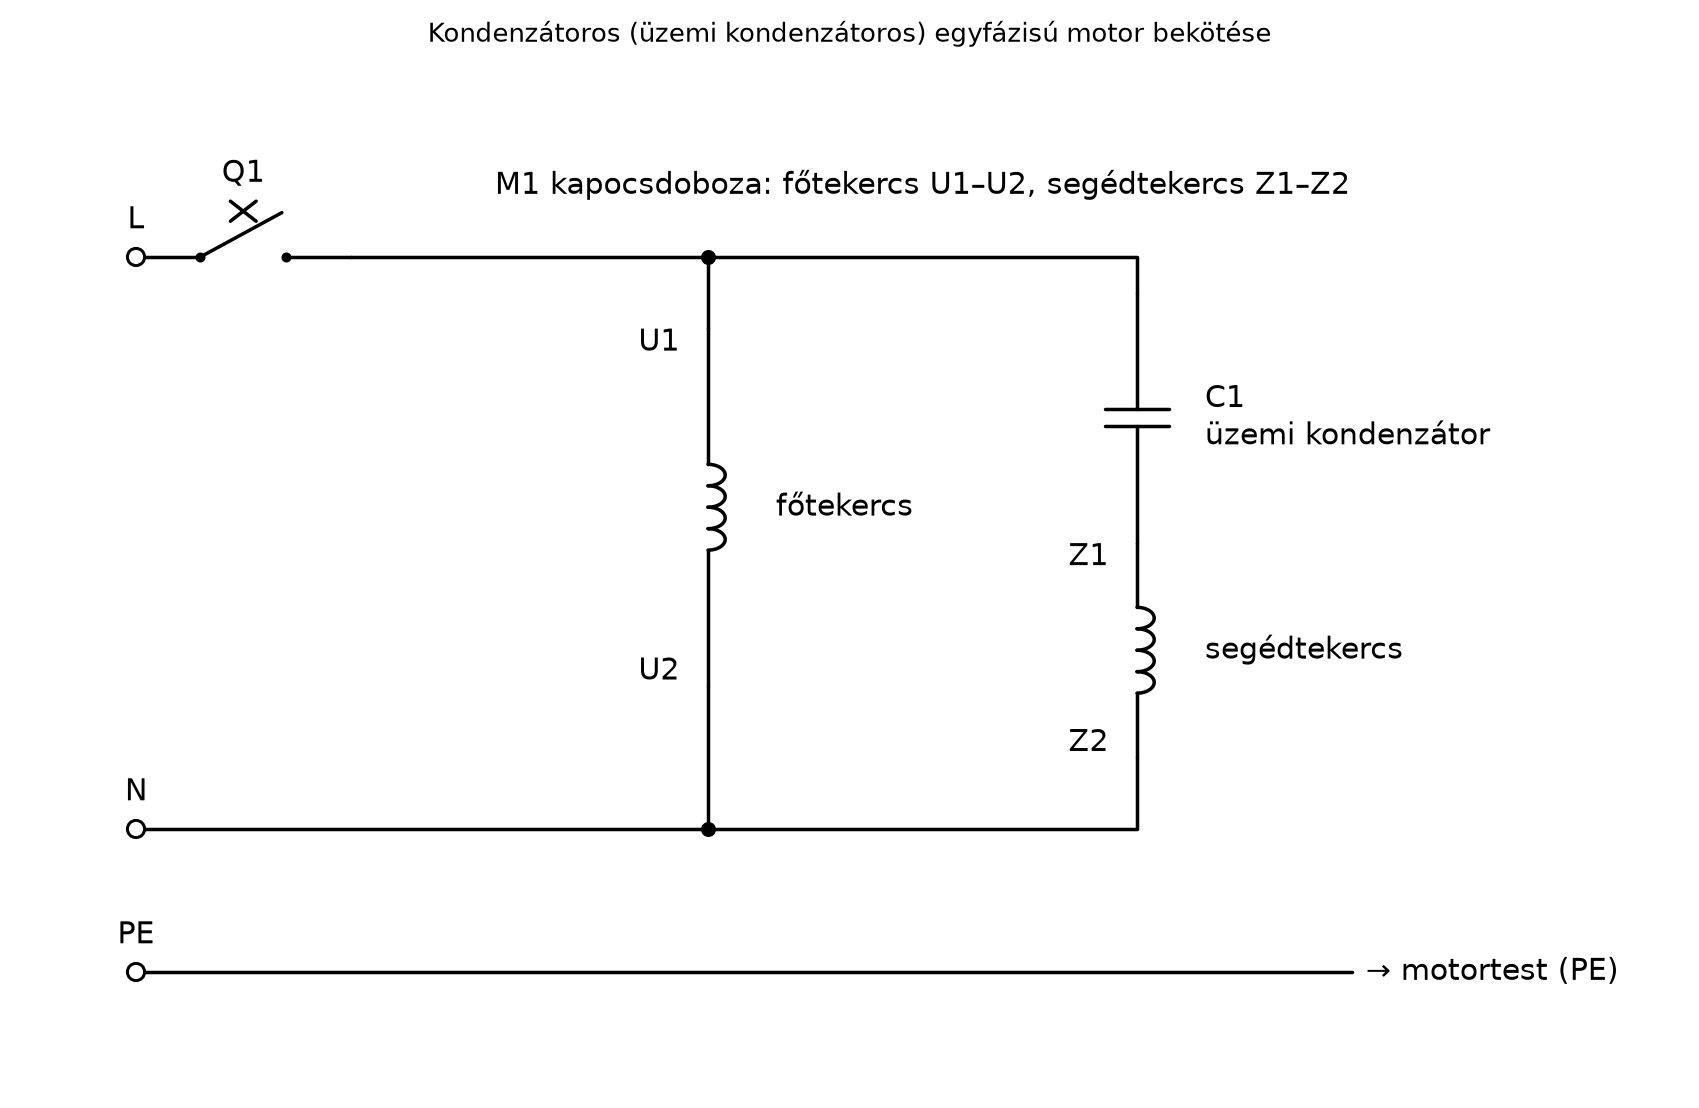 Kondenzátoros (üzemi kondenzátoros) egyfázisú motor bekötése
Q1
M1 kapocsdoboza: főtekercs U1–U2, segédtekercs Z1–Z2
L
U1
C1
üzemi kondenzátor
főtekercs
Z1
segédtekercs
U2
Z2
N
PE
→ motortest (PE)